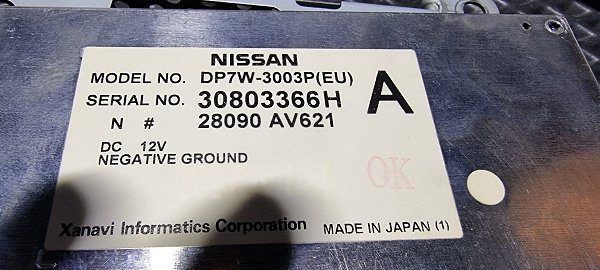 NISSAN
MODEL NO. DP7W-3003P(EU)
SERIAL NO. 30803366H
A
N # 28090 AV621
DC 12V
NEGATIVE GROUND
OK
Xanavi Informatics Corporation MADE IN JAPAN (1)